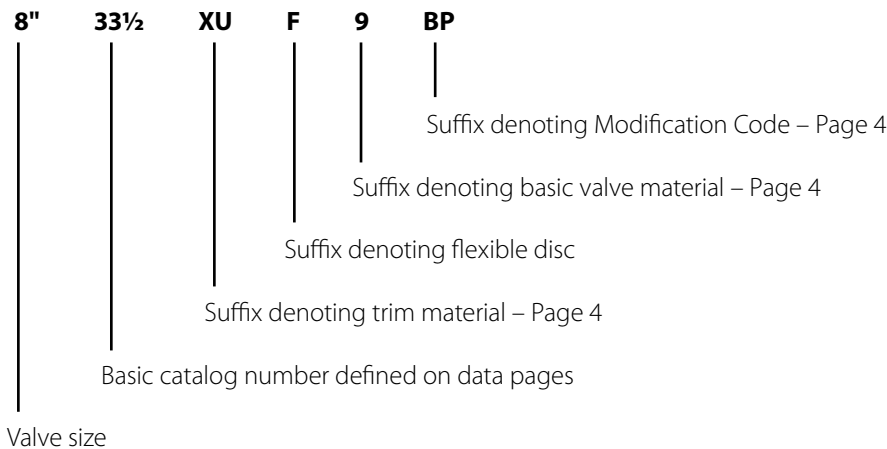 8" 33½ XU F 9 BP
Suffix denoting Modification Code – Page 4
Suffix denoting basic valve material – Page 4
Suffix denoting flexible disc
Suffix denoting trim material – Page 4
Basic catalog number defined on data pages
Valve size